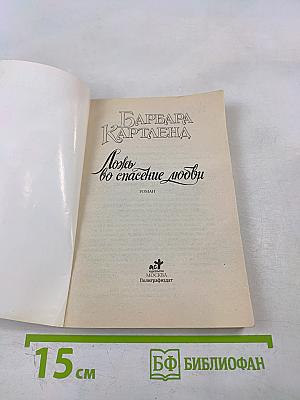 БАРБАРА
КАРТЛЕНД
Ложь
во спасение любви
РОМАН
АСТ
МОСКВА
Полиграфиздат
15 см
БФ БИБЛИОФАН